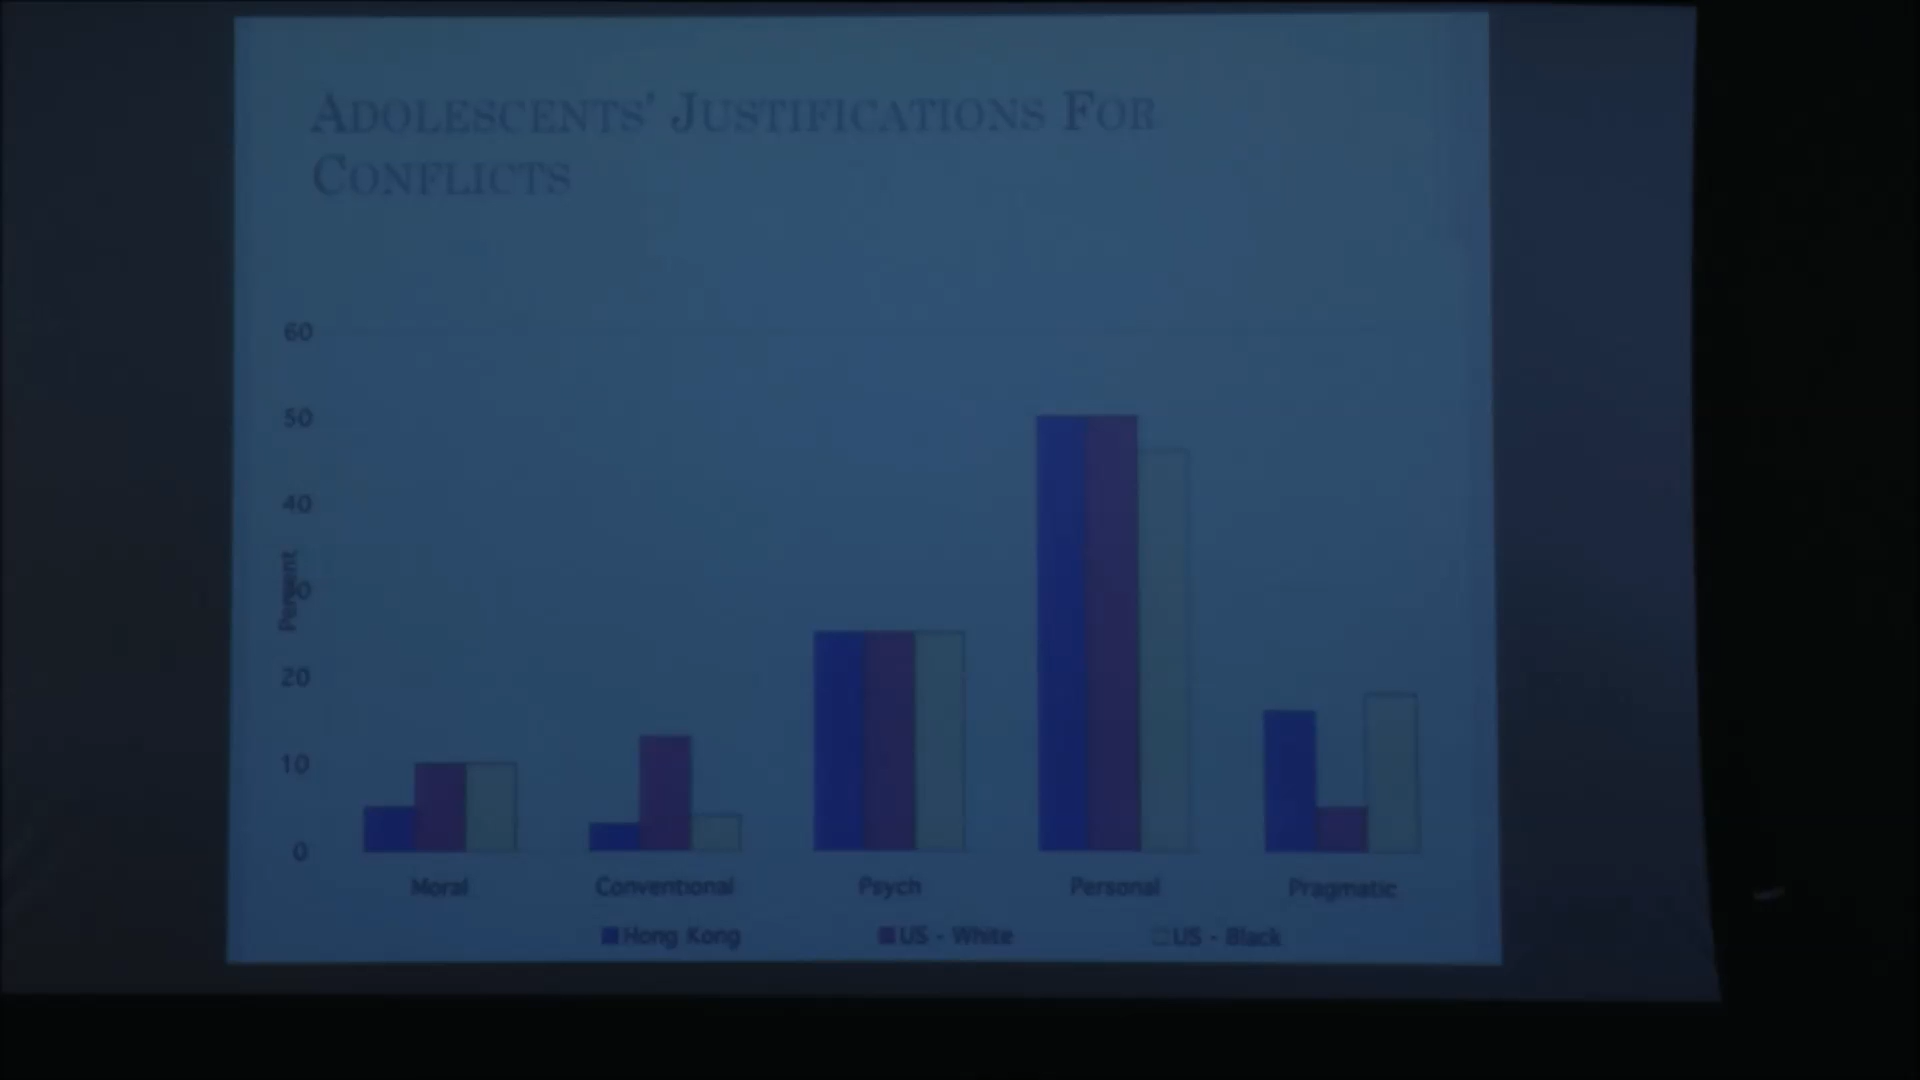 ADOLESCENTS' JUSTIFICATIONS FOR
CONFLICTS
60
50
40
30
20
10
0
Percent
Moral Conventional Psych Personal Pragmatic
Hong Kong US - White US - Black